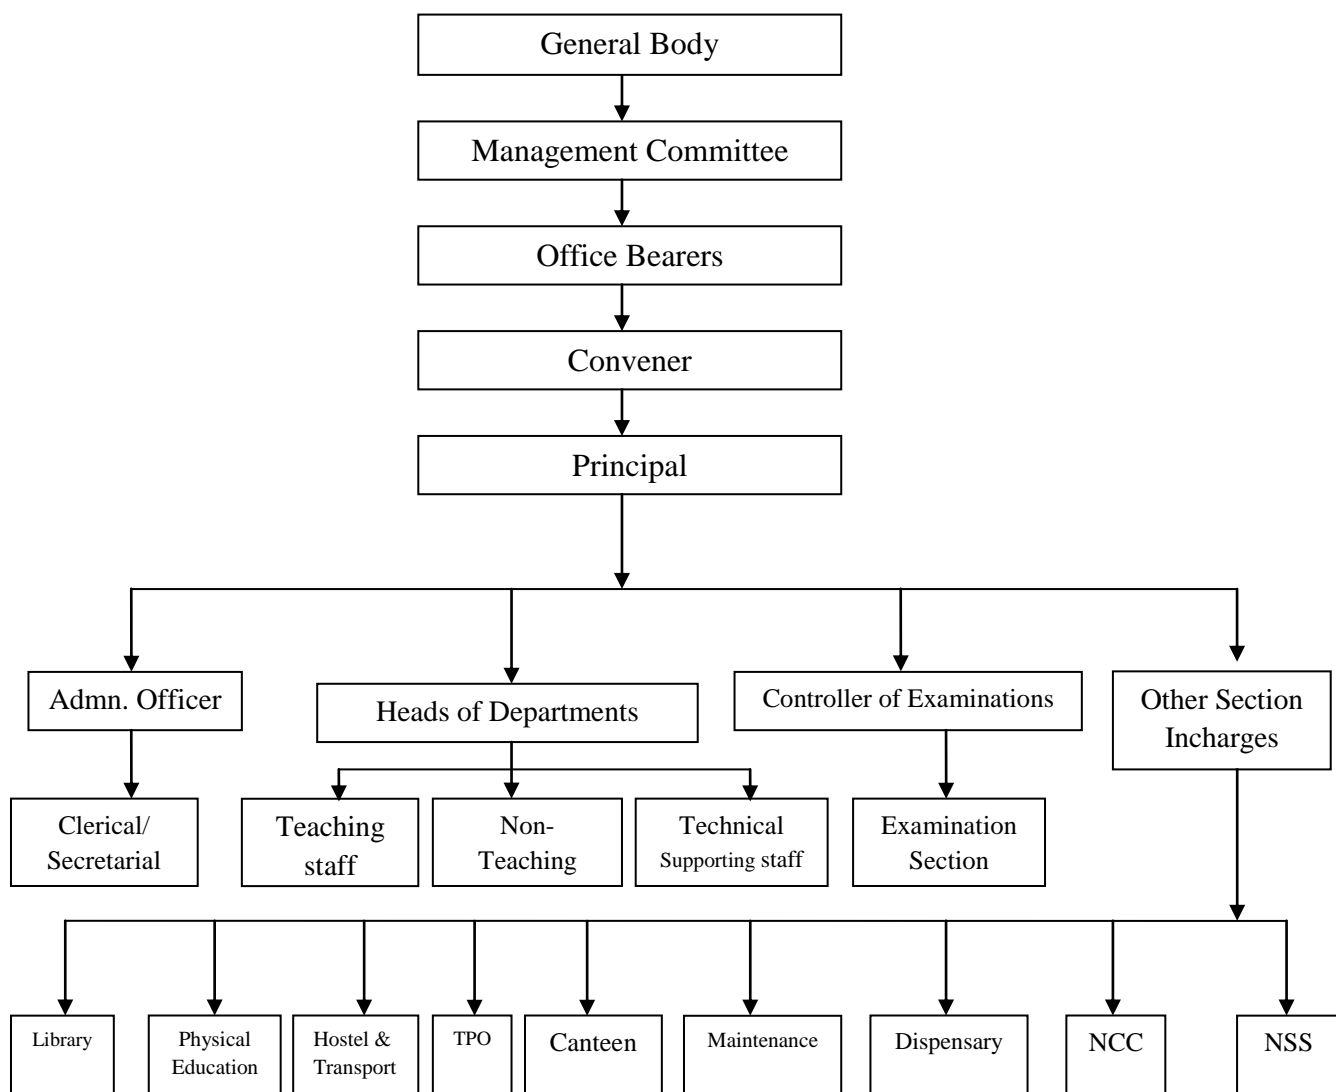 General Body
Management Committee
Office Bearers
Convener
Principal
Admn. Officer
Heads of Departments
Controller of Examinations
Other Section
Incharges
Clerical/
Secretarial
Teaching
staff
Non-
Teaching
Technical
Supporting staff
Examination
Section
Library
Physical
Education
Hostel &
Transport
TPO
Canteen
Maintenance
Dispensary
NCC
NSS